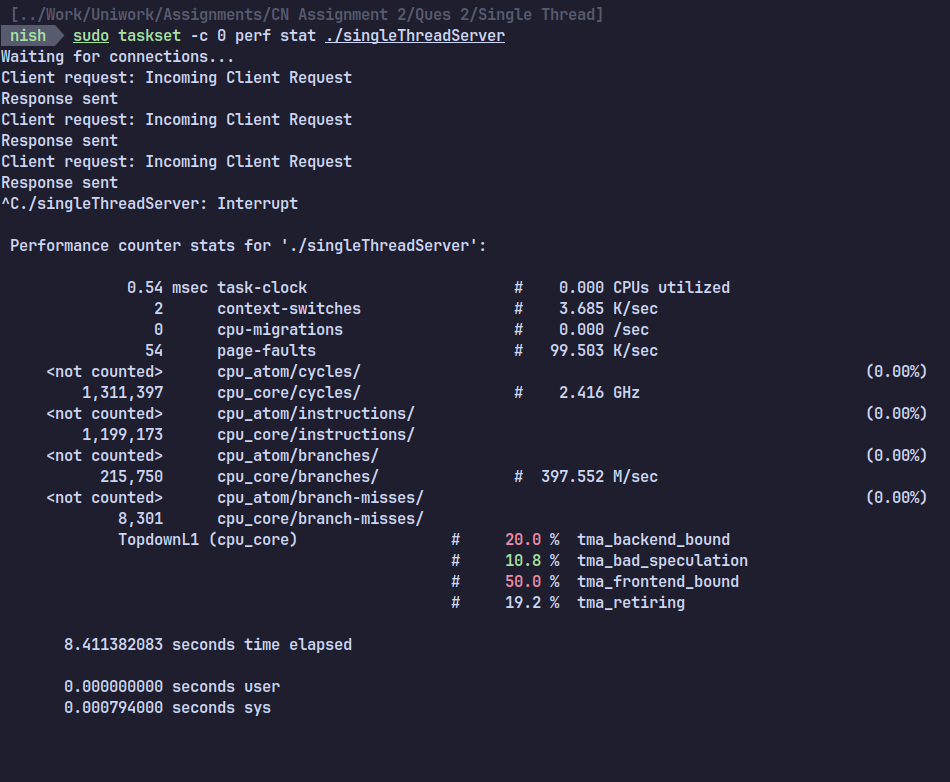 [../Work/Uniwork/Assignments/CN Assignment 2/Ques 2/Single Thread]
nish sudo taskset -c 0 perf stat ./singleThreadServer
Waiting for connections...
Client request: Incoming Client Request
Response sent
Client request: Incoming Client Request
Response sent
Client request: Incoming Client Request
Response sent
^C./singleThreadServer: Interrupt
Performance counter stats for './singleThreadServer':
0.54 msec task-clock # 0.000 CPUs utilized
2 context-switches # 3.685 K/sec
0 cpu-migrations # 0.000 /sec
54 page-faults # 99.503 K/sec
<not counted> cpu_atom/cycles/ (0.00%)
1,311,397 cpu_core/cycles/ # 2.416 GHz
<not counted> cpu_atom/instructions/ (0.00%)
1,199,173 cpu_core/instructions/
<not counted> cpu_atom/branches/ (0.00%)
215,750 cpu_core/branches/ # 397.552 M/sec
<not counted> cpu_atom/branch-misses/ (0.00%)
8,301 cpu_core/branch-misses/
TopdownL1 (cpu_core) # 20.0 % tma_backend_bound
# 10.8 % tma_bad_speculation
# 50.0 % tma_frontend_bound
# 19.2 % tma_retiring
8.411382083 seconds time elapsed
0.000000000 seconds user
0.000794000 seconds sys